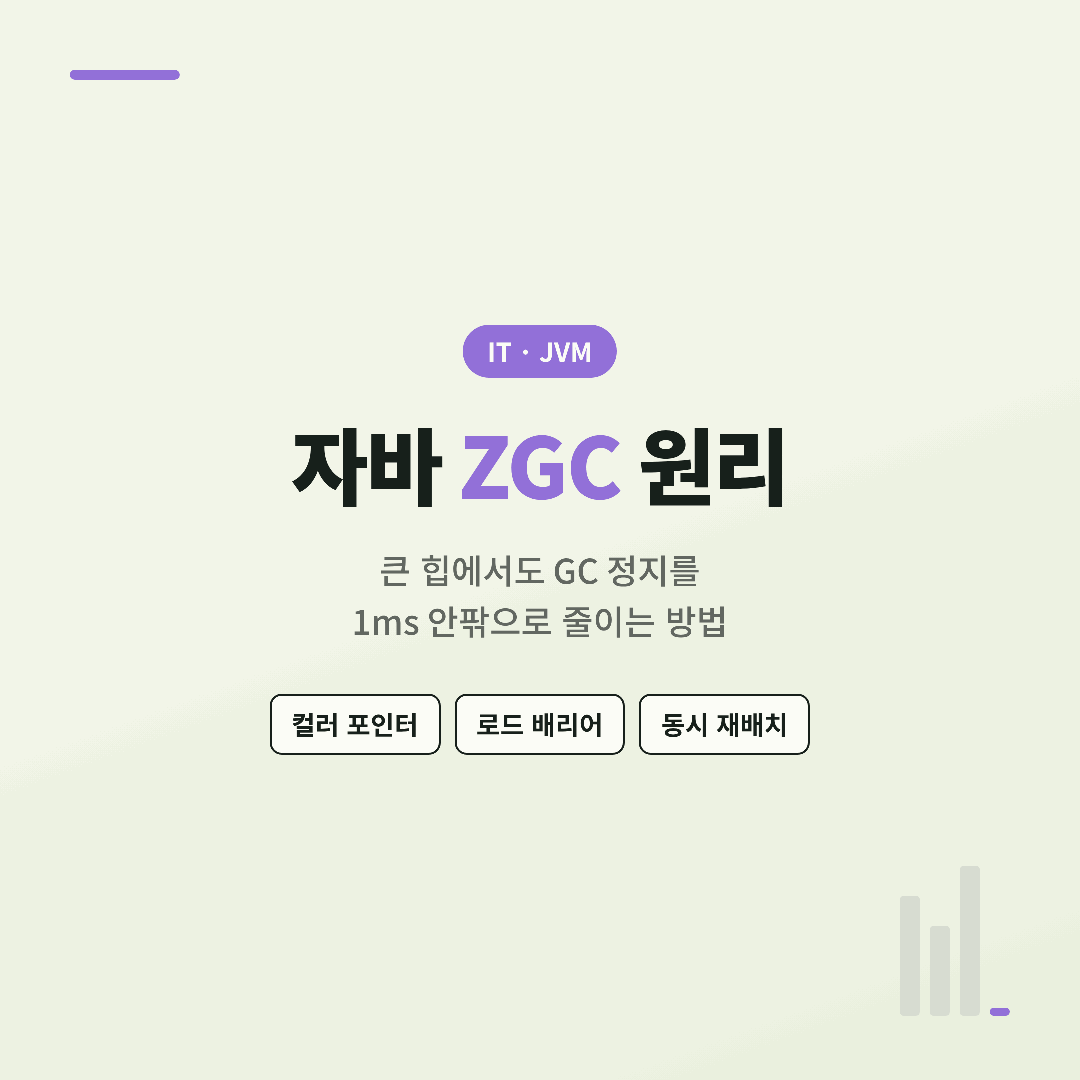 IT · JVM
자바 ZGC 원리
큰 힙에서도 GC 정지를
1ms 안팎으로 줄이는 방법
컬러 포인터 로드 배리어 동시 재배치